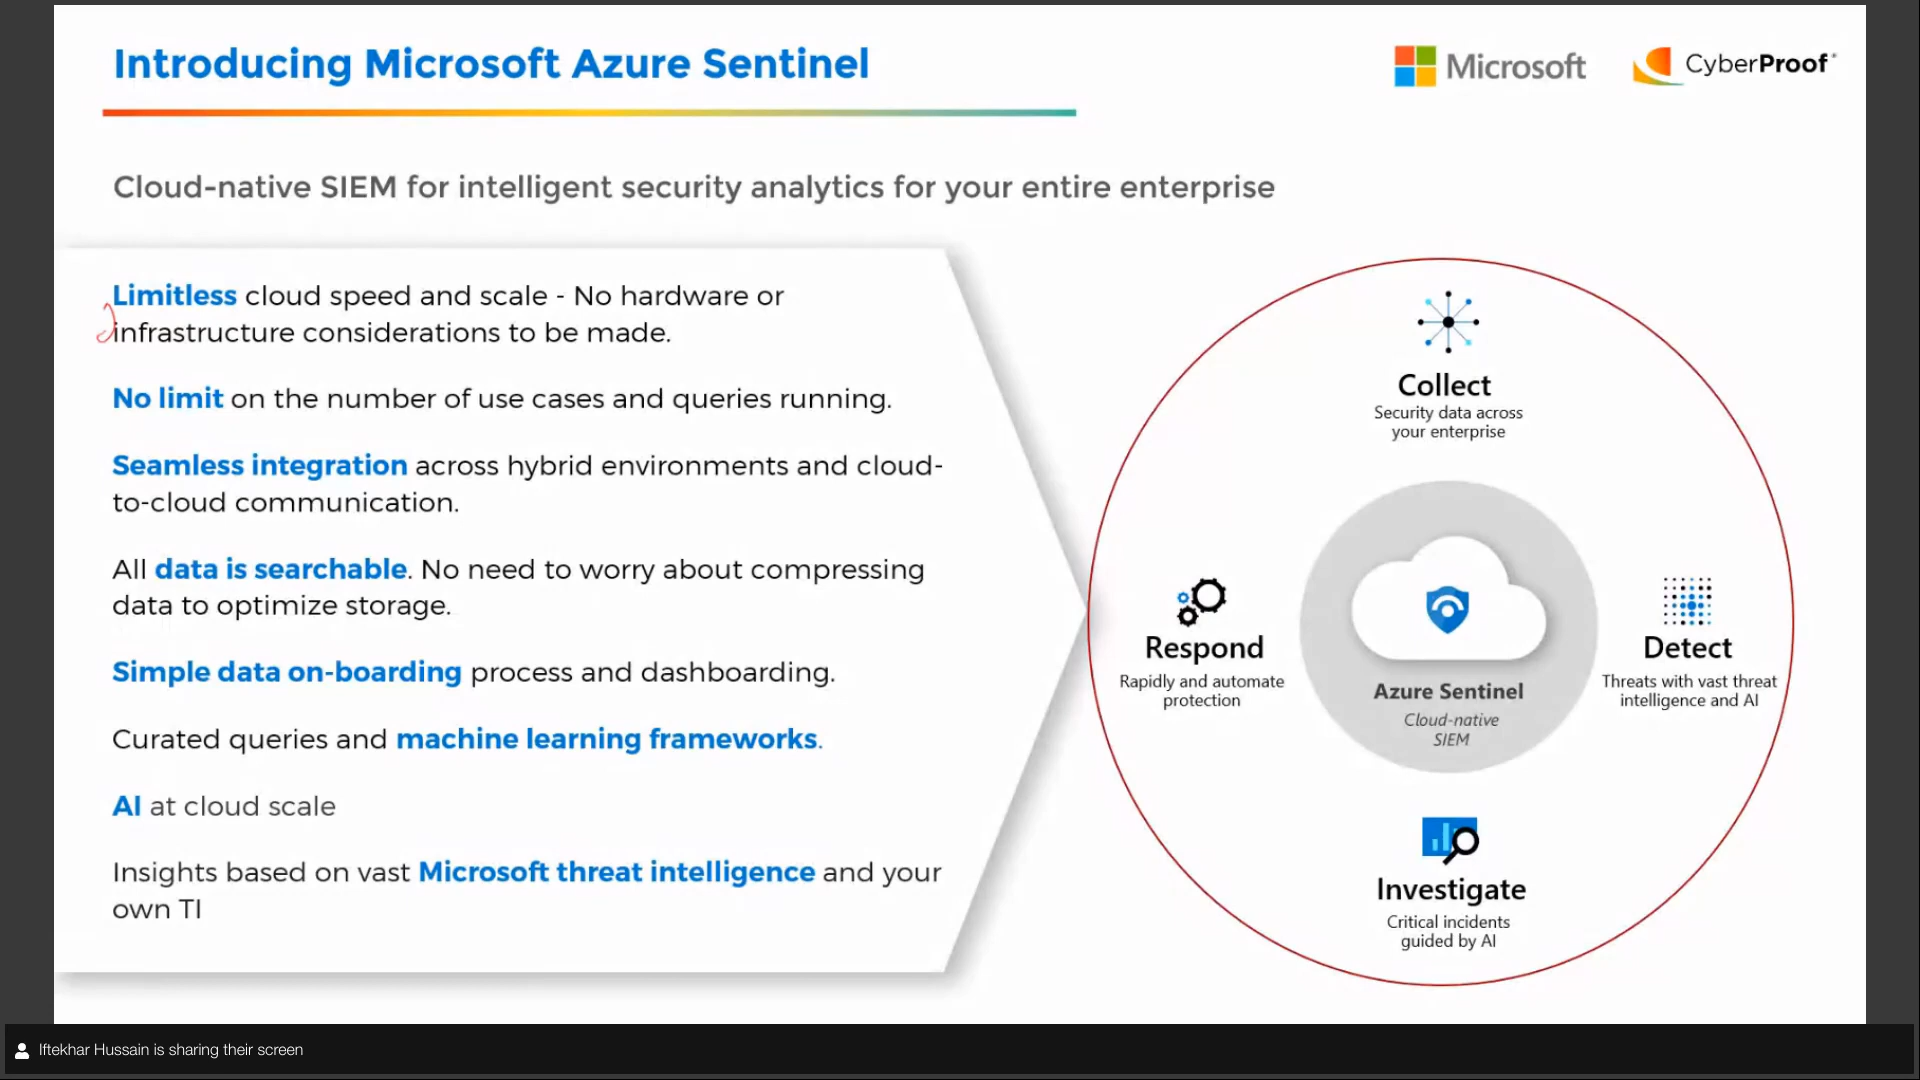 Introducing Microsoft Azure Sentinel
Microsoft
CyberProof
Cloud-native SIEM for intelligent security analytics for your entire enterprise
Limitless cloud speed and scale - No hardware or
infrastructure considerations to be made.
No limit on the number of use cases and queries running.
Seamless integration across hybrid environments and cloud-
to-cloud communication.
All data is searchable. No need to worry about compressing
data to optimize storage.
Simple data on-boarding process and dashboarding.
Curated queries and machine learning frameworks.
AI at cloud scale
Insights based on vast Microsoft threat intelligence and your
own TI
Collect
Security data across
your enterprise
Respond
Rapidly and automate
protection
Azure Sentinel
Cloud-native
SIEM
Detect
Threats with vast threat
intelligence and AI
Investigate
Critical incidents
guided by AI
Iftekhar Hussain is sharing their screen